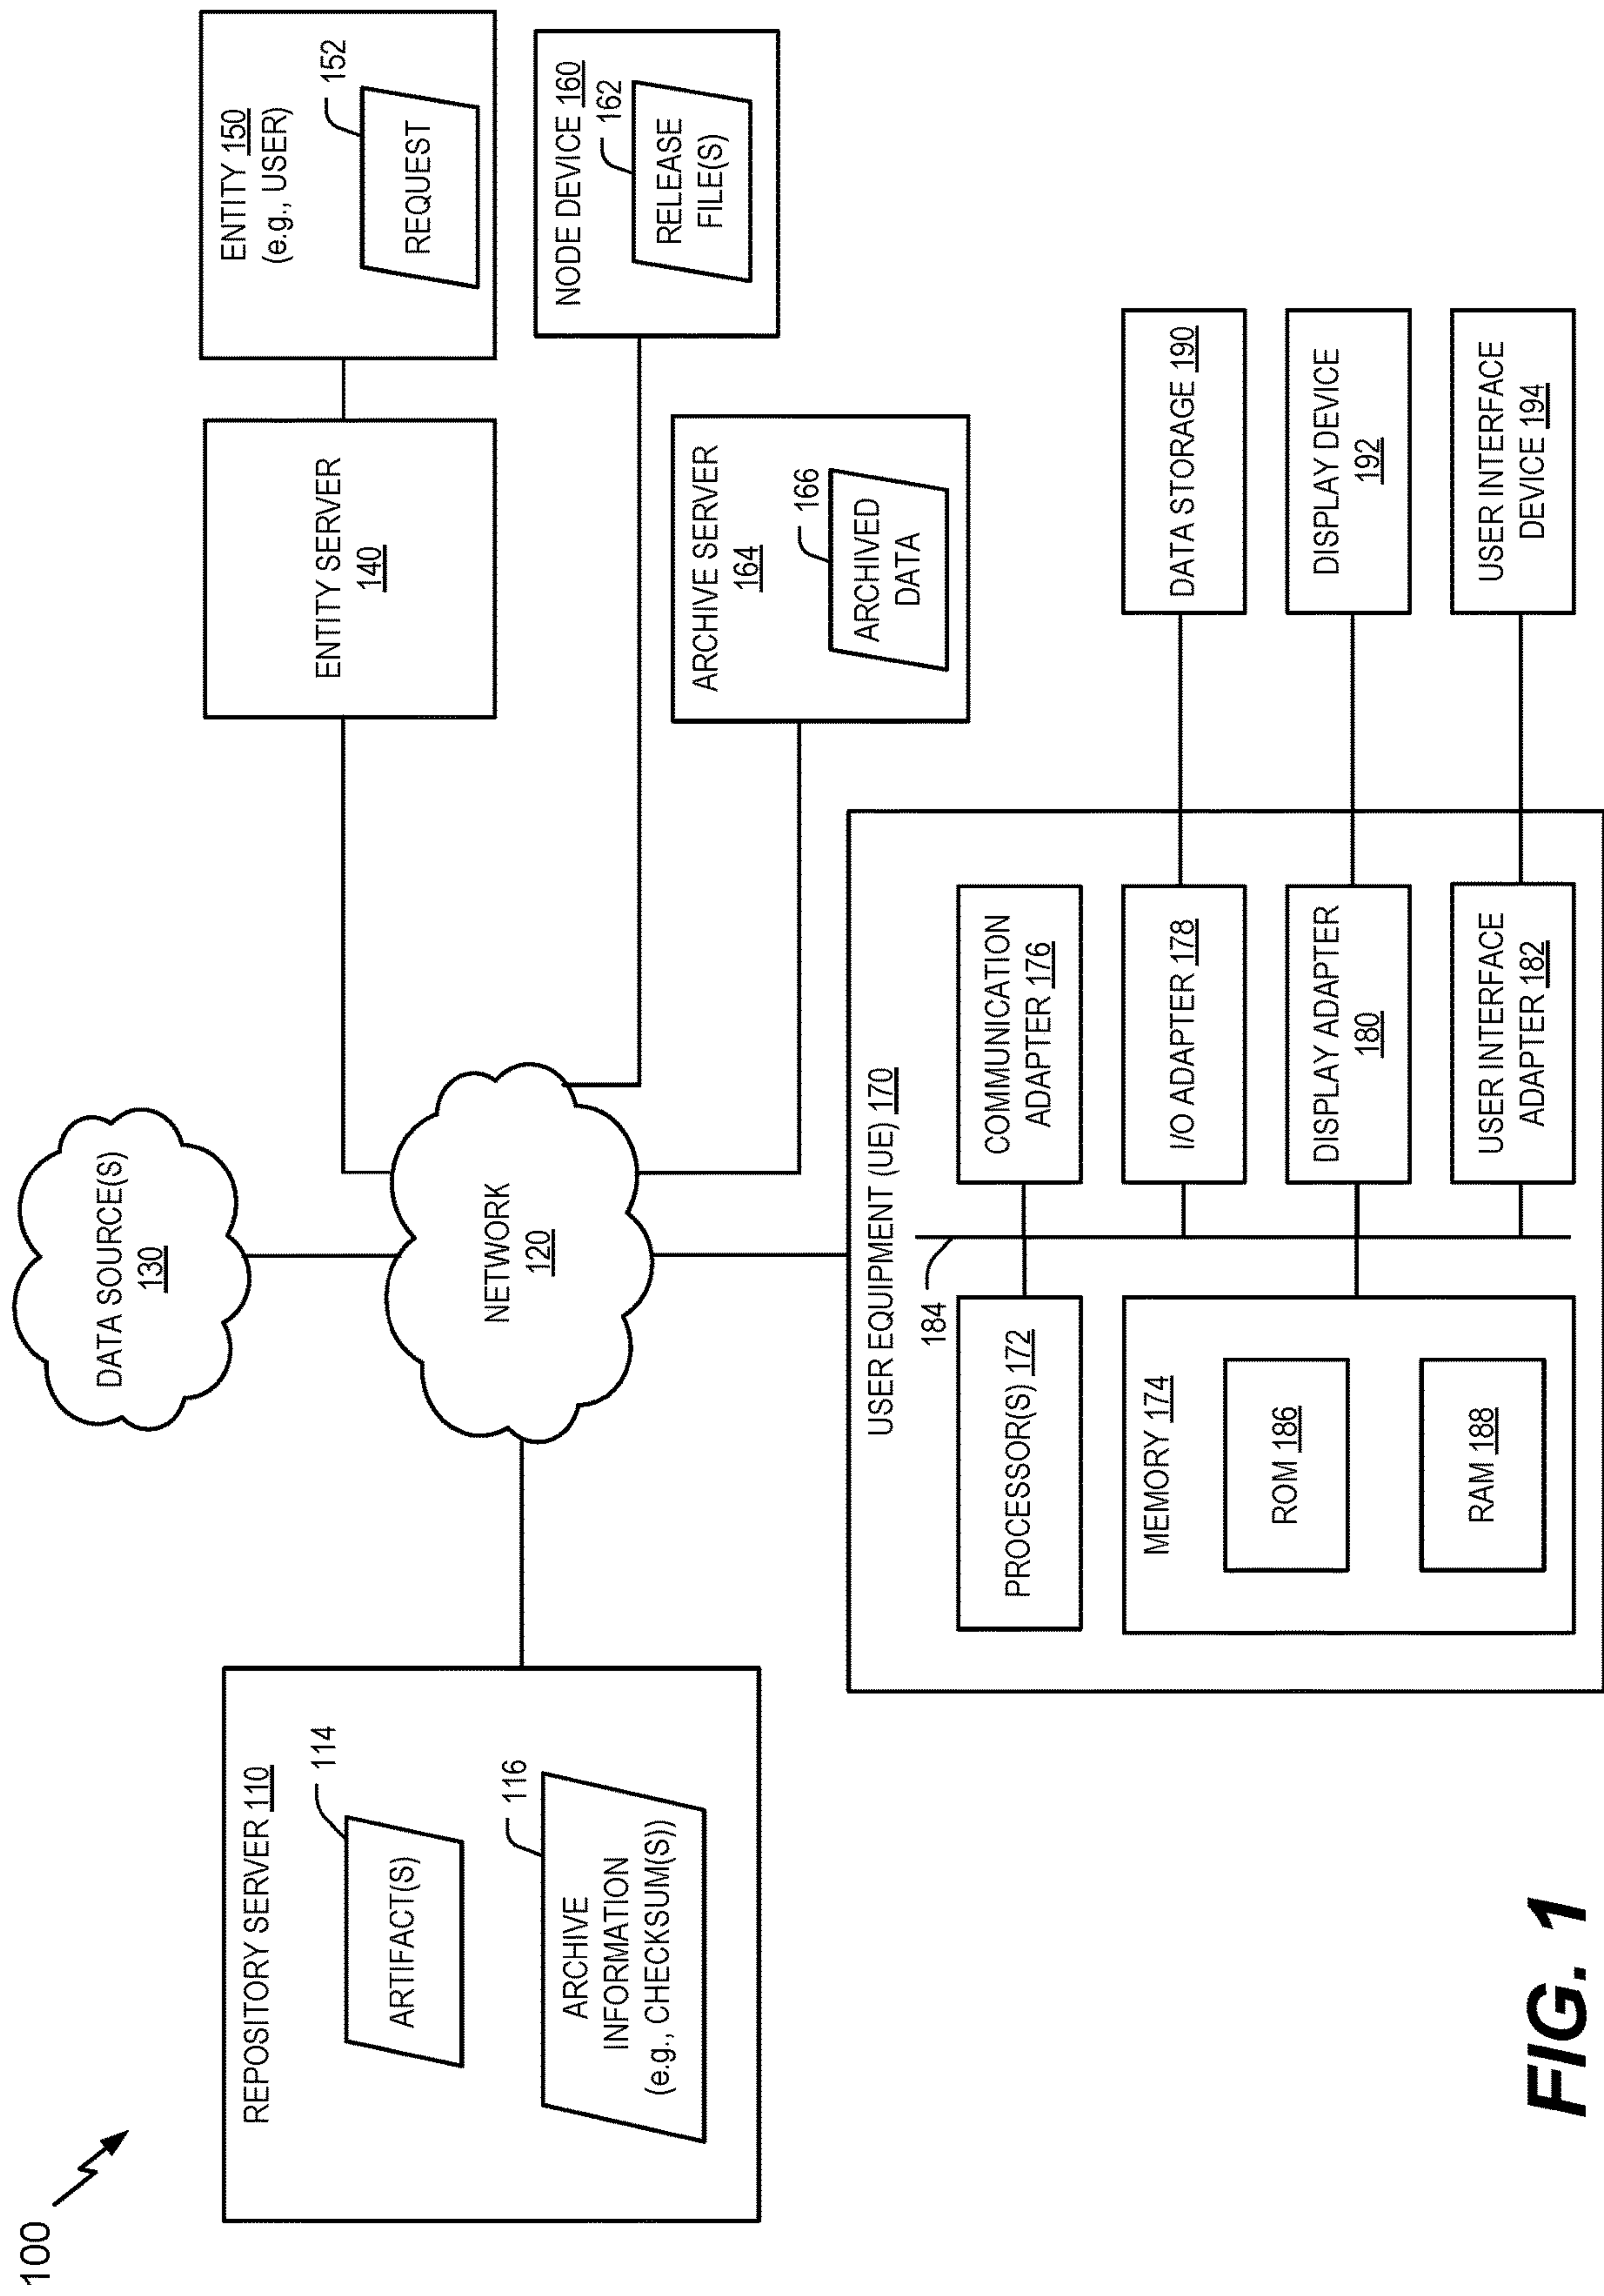 100
REPOSITORY SERVER 110
114
ARTIFACT(S)
116
ARCHIVE
INFORMATION
(e.g., CHECKSUM(S))
DATA SOURCE(S)
130
NETWORK
120
ENTITY SERVER
140
ENTITY 150
(e.g., USER)
152
REQUEST
NODE DEVICE 160
162
RELEASE
FILE(S)
ARCHIVE SERVER
164
166
ARCHIVED
DATA
USER EQUIPMENT (UE) 170
184
PROCESSOR(S) 172
MEMORY 174
ROM 186
RAM 188
COMMUNICATION
ADAPTER 176
I/O ADAPTER 178
DISPLAY ADAPTER
180
USER INTERFACE
ADAPTER 182
DATA STORAGE 190
DISPLAY DEVICE
192
USER INTERFACE
DEVICE 194
FIG. 1